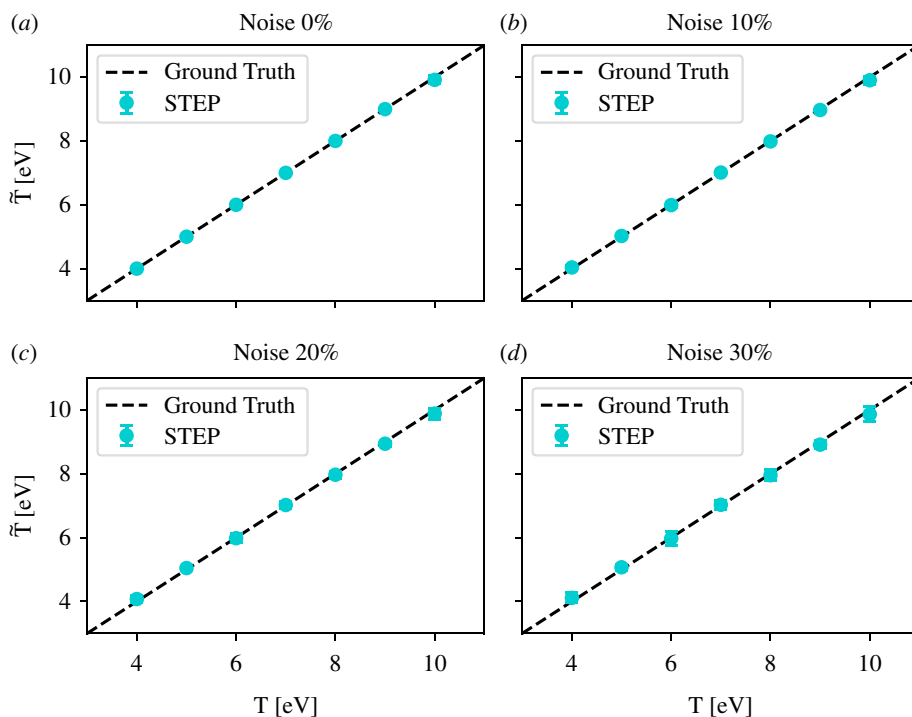 (a) Noise 0%
Ground Truth
STEP
10
8
6
4
T̃ [eV]
(b) Noise 10%
Ground Truth
STEP
(c) Noise 20%
Ground Truth
STEP
10
8
6
4
T̃ [eV]
4 6 8 10
T [eV]
(d) Noise 30%
Ground Truth
STEP
4 6 8 10
T [eV]